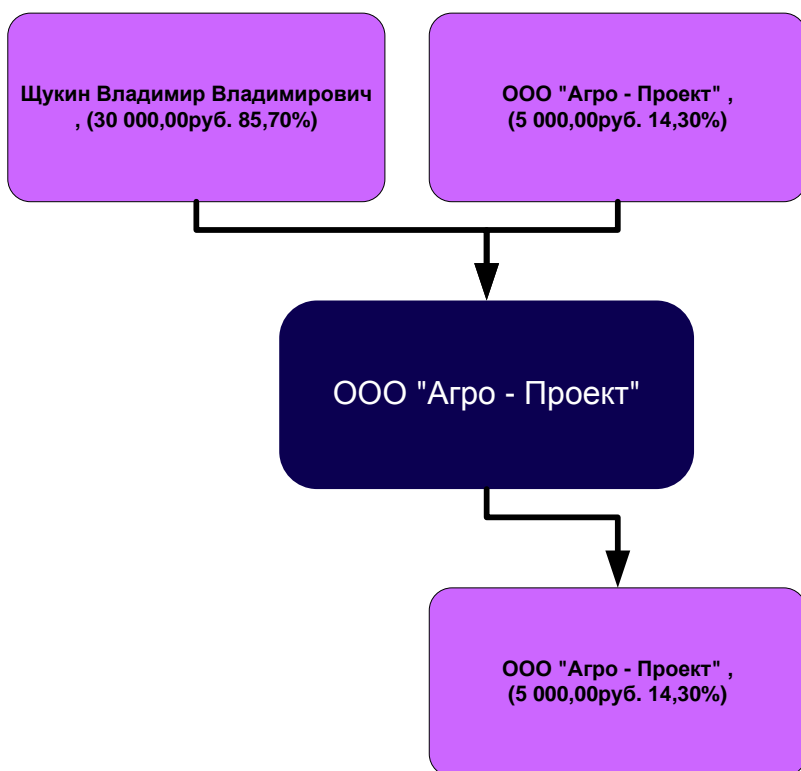 Щукин Владимир Владимирович
, (30 000,00руб. 85,70%)
ООО "Агро - Проект" ,
(5 000,00руб. 14,30%)
ООО "Агро - Проект"
ООО "Агро - Проект" ,
(5 000,00руб. 14,30%)